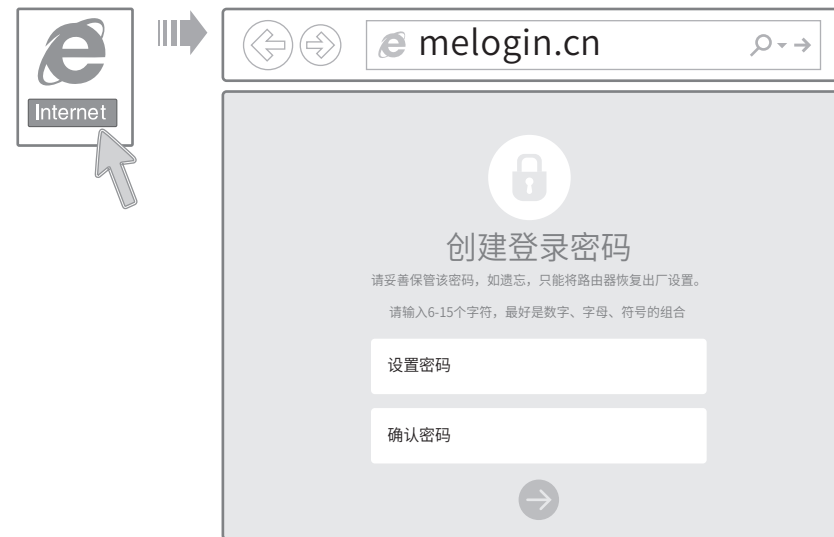 Internet
melogin.cn
创建登录密码
请妥善保管该密码，如遗忘，只能将路由器恢复出厂设置。
请输入6-15个字符，最好是数字、字母、符号的组合
设置密码
确认密码